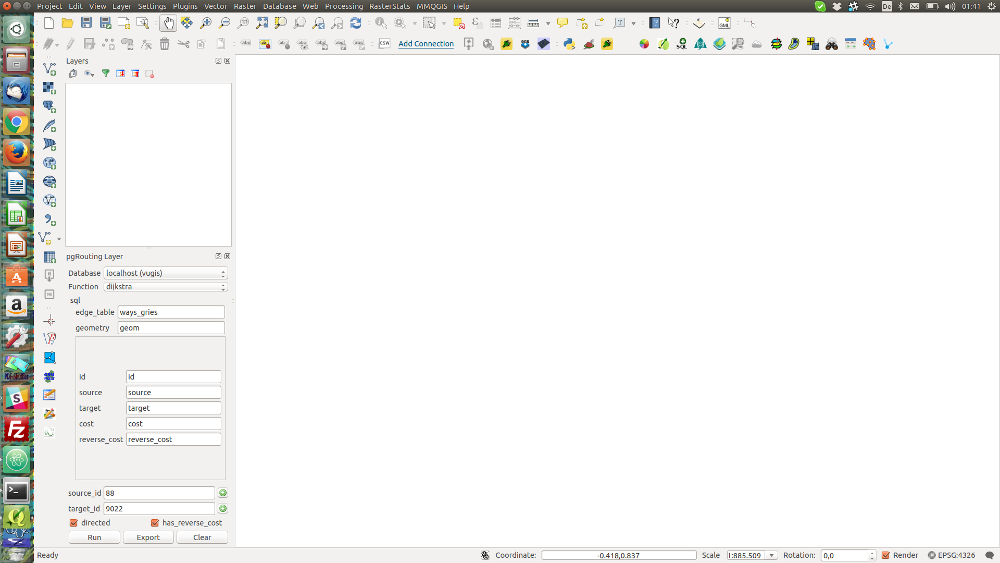 Project Edit View Layer Settings Plugins Vector Raster Database Web Processing RasterStats MMQGIS De 01:41
CSW Add Connection
Layers
pgRouting Layer
Database localhost (vugis)
Function dijkstra
sql
edge_table ways_gries
geometry geom
id id
source source
target target
cost cost
reverse_cost reverse_cost
source_id 88
target_id 9022
directed has_reverse_cost
Run Export Clear
Ready Coordinate: -0.418,0.837 Scale 1:885.509 Rotation: 0,0 Render EPSG:4326